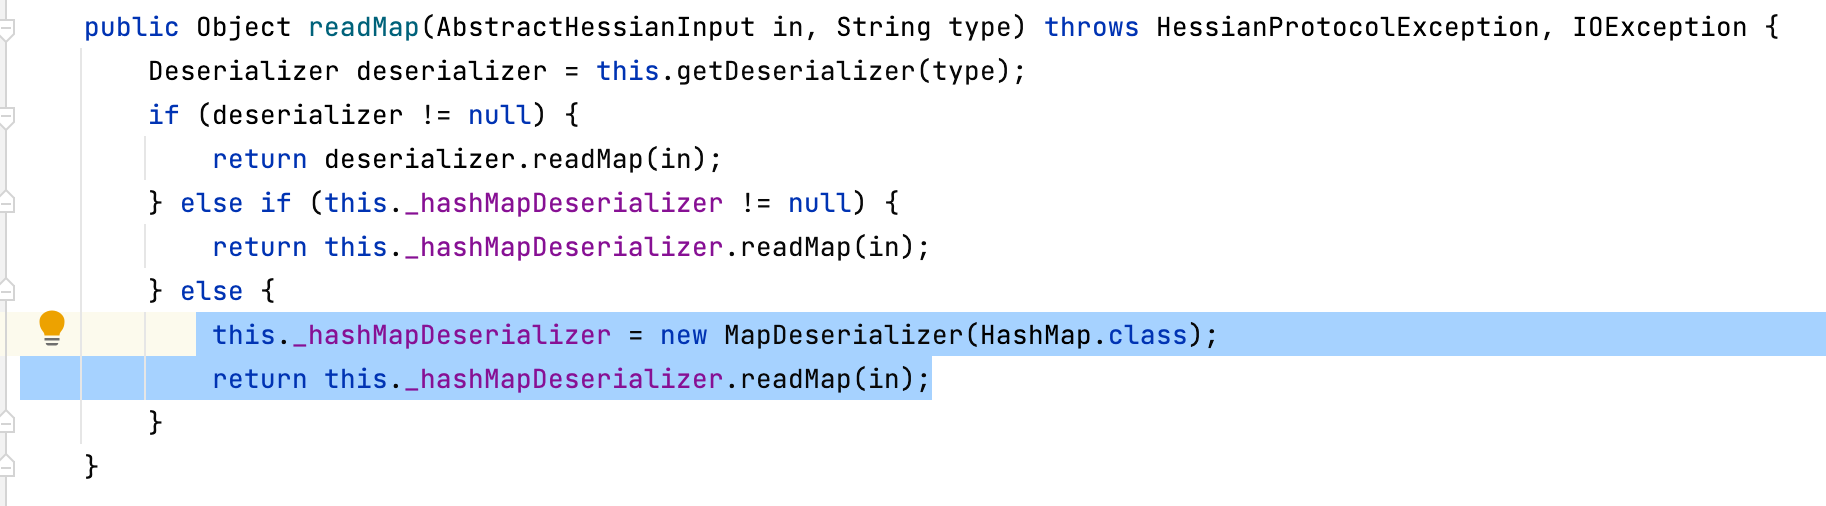 public Object readMap(AbstractHessianInput in, String type) throws HessianProtocolException, IOException {
Deserializer deserializer = this.getDeserializer(type);
if (deserializer != null) {
return deserializer.readMap(in);
} else if (this._hashMapDeserializer != null) {
return this._hashMapDeserializer.readMap(in);
} else {
this._hashMapDeserializer = new MapDeserializer(HashMap.class);
return this._hashMapDeserializer.readMap(in);
}
}